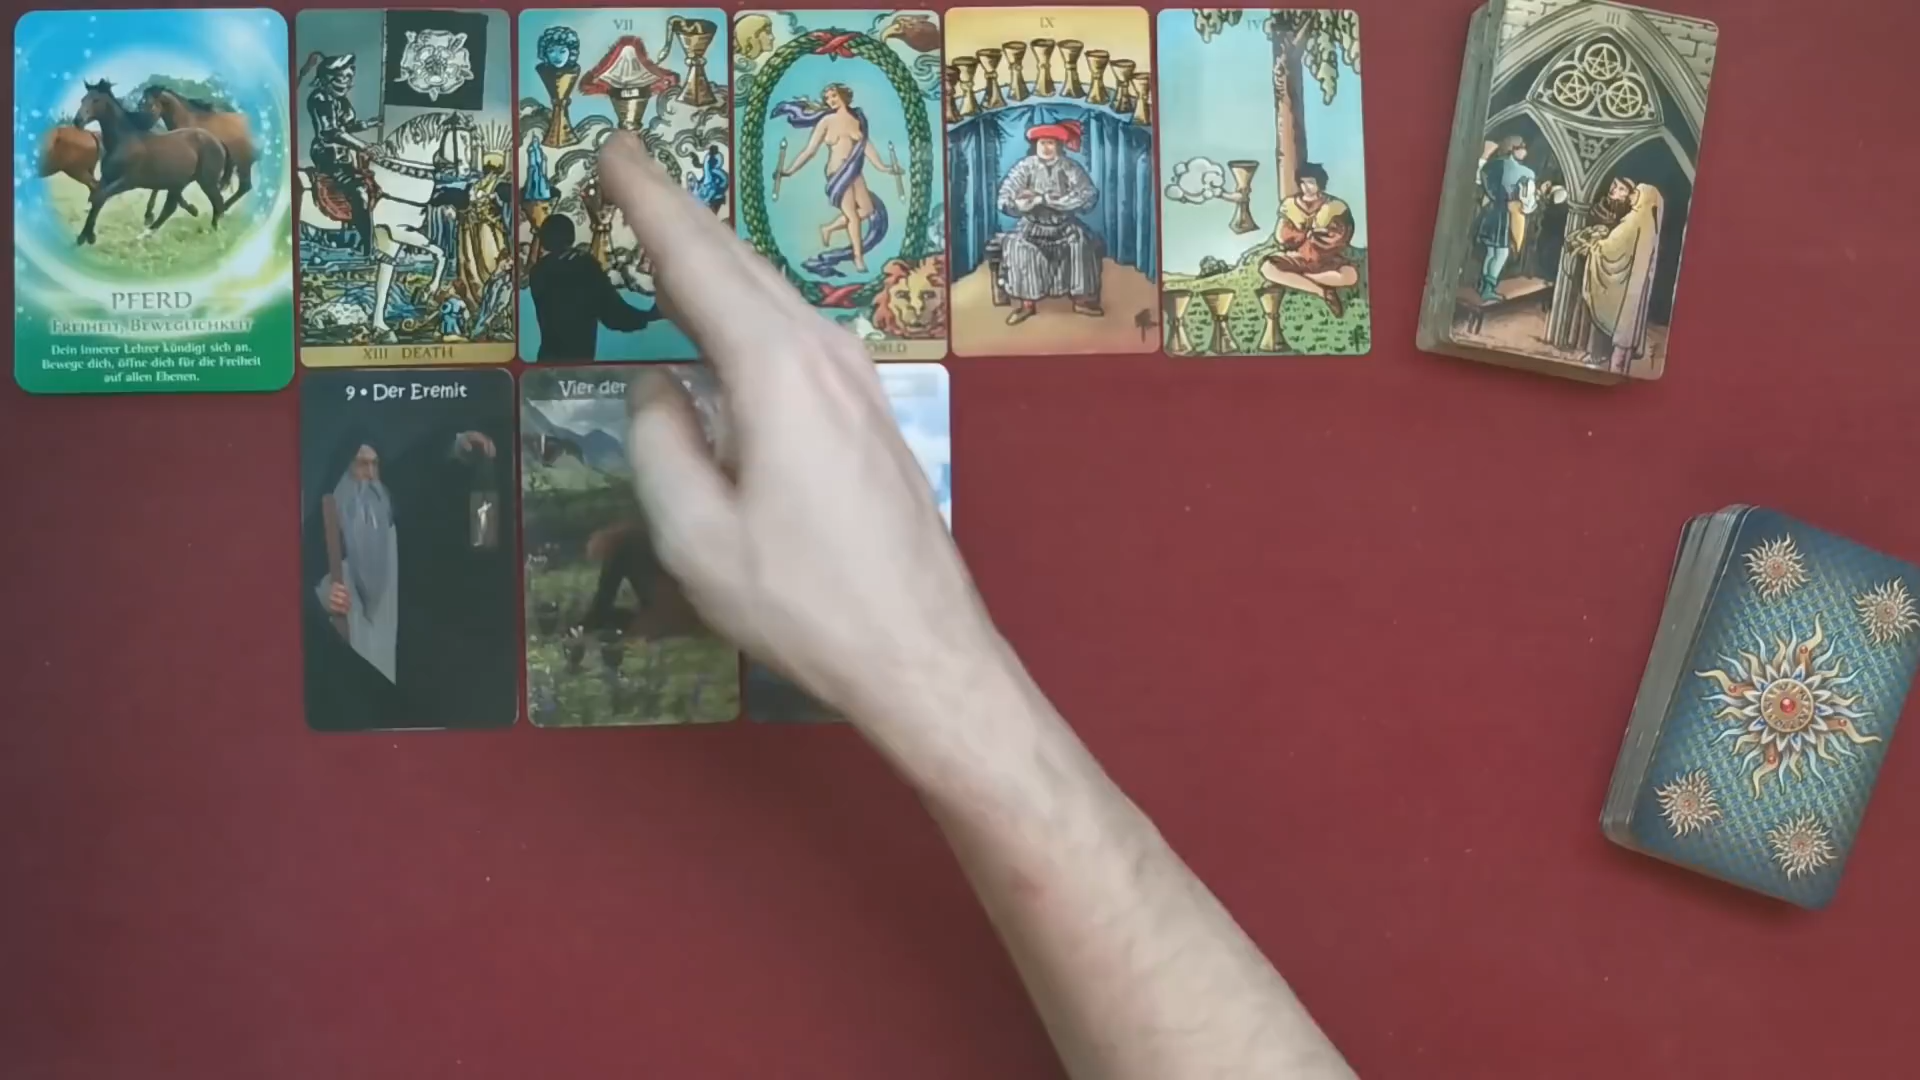 PFERD
FREIHEIT, BEWEGLICHKEIT
Dein innerer Lehrer kündigt sich an.
Bewege dich, öffne dich für die Freiheit
auf allen Ebenen.
XIII DEATH
VII
IX
IV
III
9 • Der Eremit
Vier der